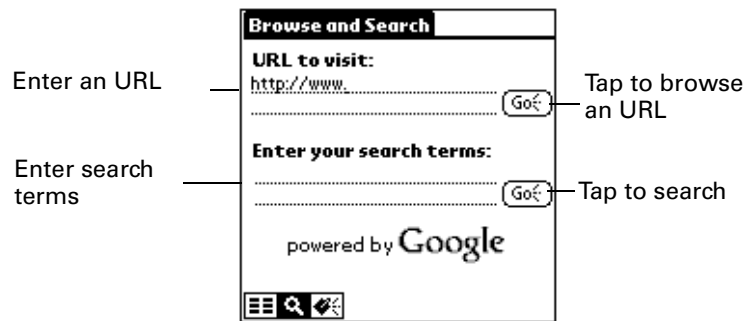 Browse and Search
URL to visit:
Enter an URL
http://www.
Go
Tap to browse
an URL
Enter your search terms:
Enter search
terms
Go
Tap to search
powered by Google